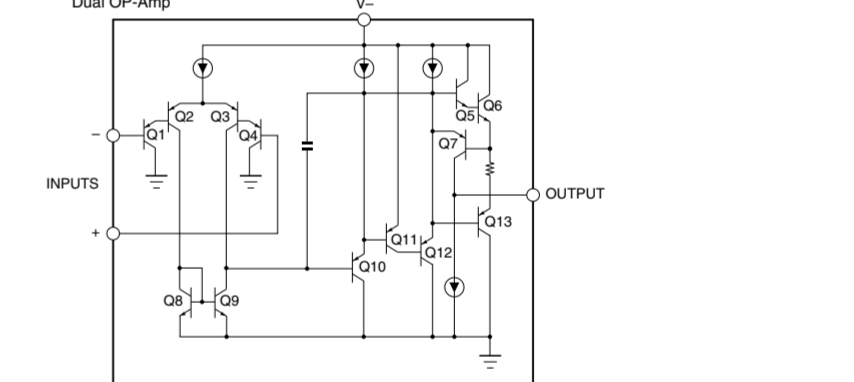 Dual OP-Amp
V–
Q2 Q3
Q6
Q5
– Q1 Q4
Q7
INPUTS
OUTPUT
Q13
+
Q11
Q12
Q10
Q8 Q9